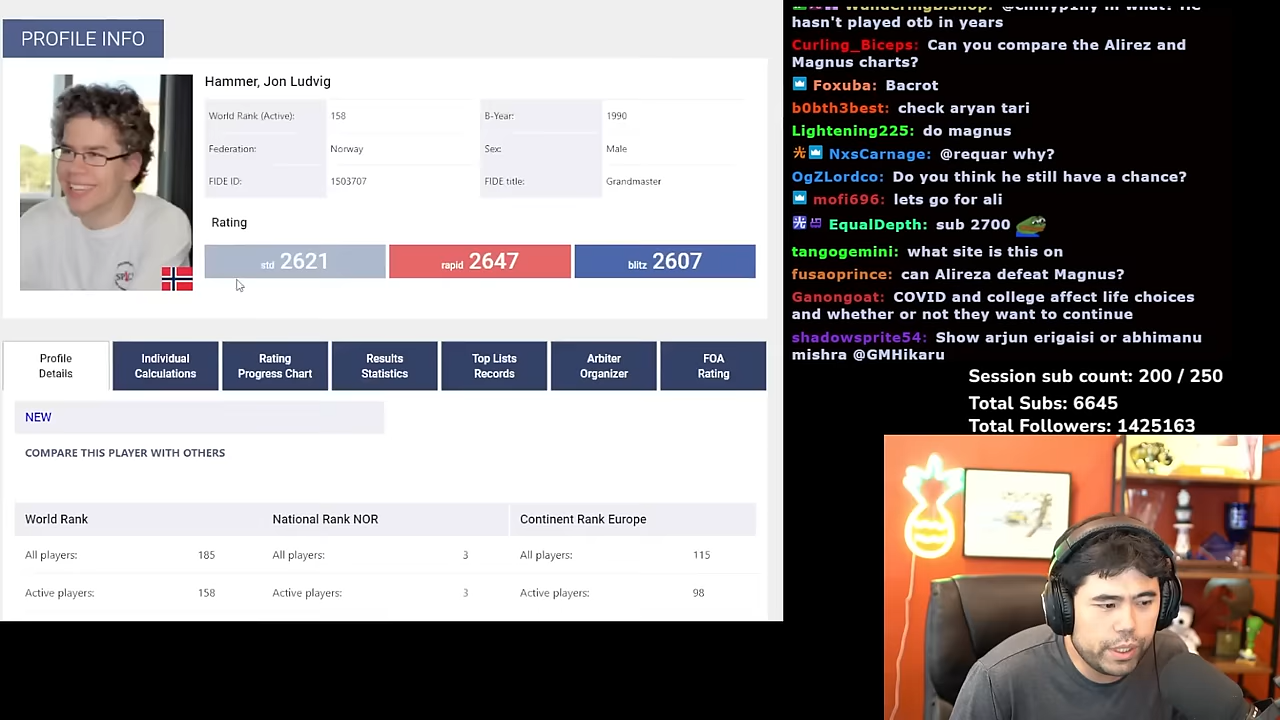 PROFILE INFO
Hammer, Jon Ludvig
World Rank (Active): 158 B-Year: 1990
Federation: Norway Sex: Male
FIDE ID: 1503707 FIDE title: Grandmaster
Rating
std 2621 rapid 2647 blitz 2607
Profile Details
Individual Calculations
Rating Progress Chart
Results Statistics
Top Lists Records
Arbiter Organizer
FOA Rating
NEW
COMPARE THIS PLAYER WITH OTHERS
World Rank National Rank NOR Continent Rank Europe
All players: 185 All players: 3 All players: 115
Active players: 158 Active players: 3 Active players: 98
hasn't played otb in years
Curling_Biceps: Can you compare the Alirez and
Magnus charts?
Foxuba: Bacrot
b0bth3best: check aryan tari
Lightening225: do magnus
光 NxsCarnage: @requar why?
OgZLordco: Do you think he still have a chance?
mofi696: lets go for ali
EqualDepth: sub 2700
tangogemini: what site is this on
fusaoprince: can Alireza defeat Magnus?
Ganongoat: COVID and college affect life choices
and whether or not they want to continue
shadowsprite54: Show arjun erigaisi or abhimanu
mishra @GMHikaru
Session sub count: 200 / 250
Total Subs: 6645
Total Followers: 1425163